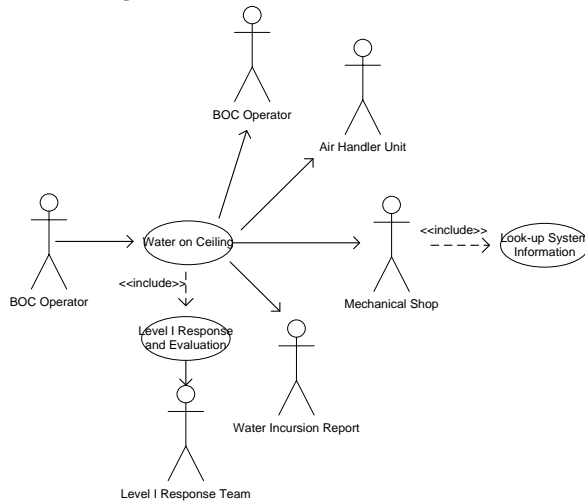 BOC Operator
Air Handler Unit
BOC Operator
Water on Ceiling
Mechanical Shop
<<include>>
Look-up System
Information
<<include>>
Level I Response
and Evaluation
Water Incursion Report
Level I Response Team